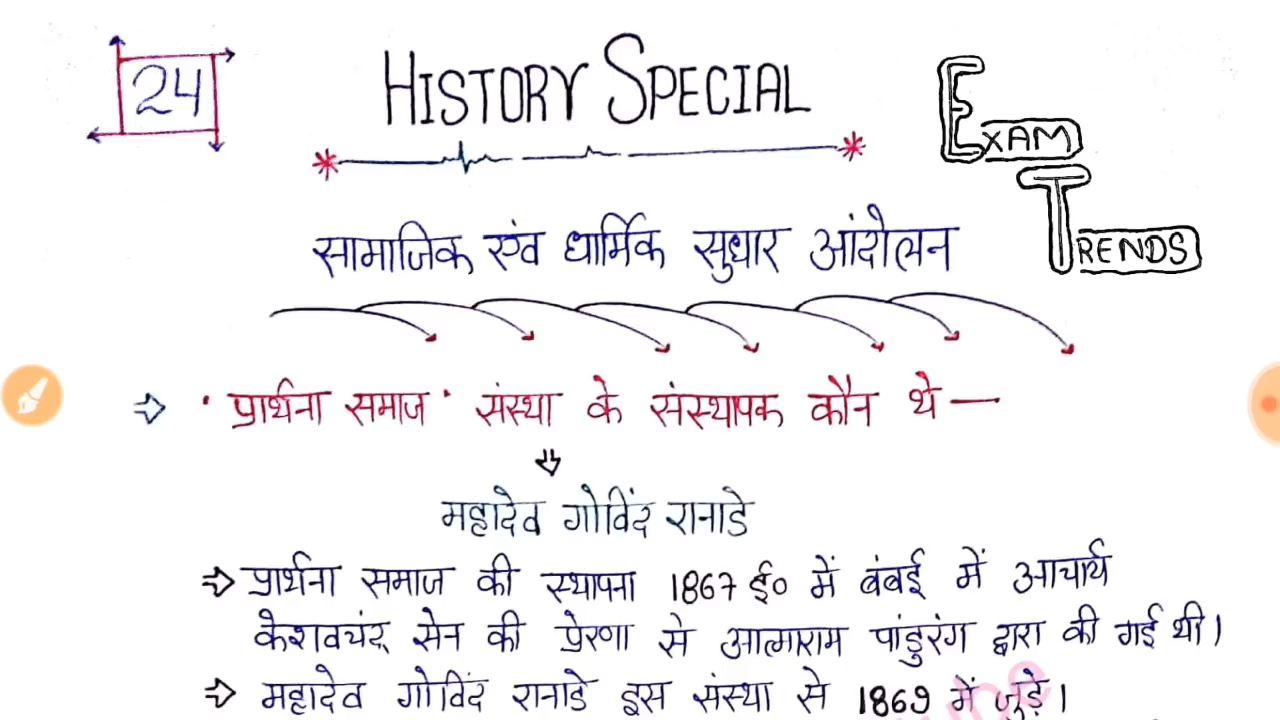 24
HISTORY SPECIAL
EXAM
TRENDS
सामाजिक एंव धार्मिक सुधार आंदोलन
⇒ 'प्रार्थना समाज' संस्था के संस्थापक कौन थे —
महादेव गोविंद रानाडे
⇒ प्रार्थना समाज की स्थापना 1867 ई० में बंबई में आचार्य
केशवचंद्र सेन की प्रेरणा से आत्माराम पांडुरंग द्वारा की गई थी।
⇒ महादेव गोविंद रानाडे इस संस्था से 1869 में जुड़े।